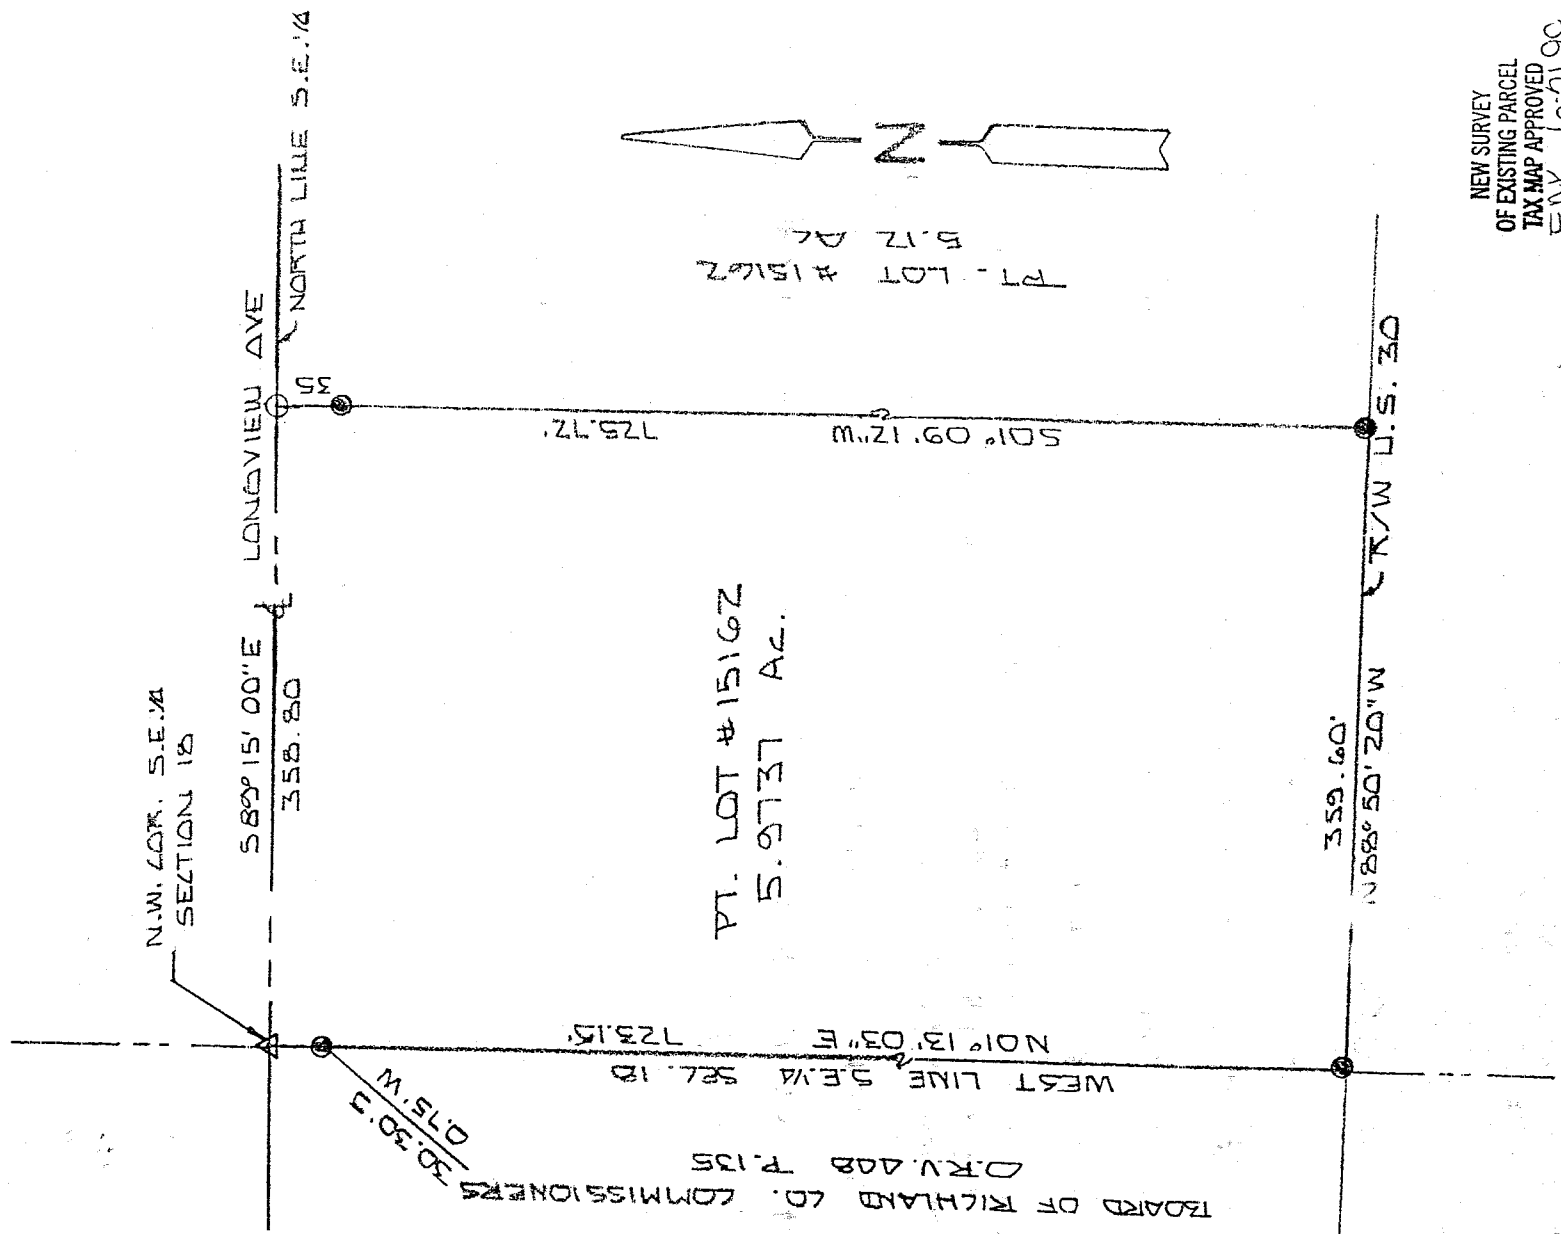 N.W. COR. S.E. 1/4
SECTION 18
S89° 15' 00"E
358.80
LONGVIEW AVE
NORTH LINE S.E. 1/4
35
725.72'
S01° 09' 12"W
N
PT. LOT #15162
5.12 AC
PT. LOT #15162
5.9737 AC.
N01° 13' 03"E
723.15'
WEST LINE S.E. 1/4 SEC. 18
30.30' S
0.75' W
BOARD OF RICHLAND CO. COMMISSIONERS
O.R.V. 408 P.135
359.60'
N88° 50' 20"W
R/W U.S. 30
NEW SURVEY
OF EXISTING PARCEL
TAX MAP APPROVED